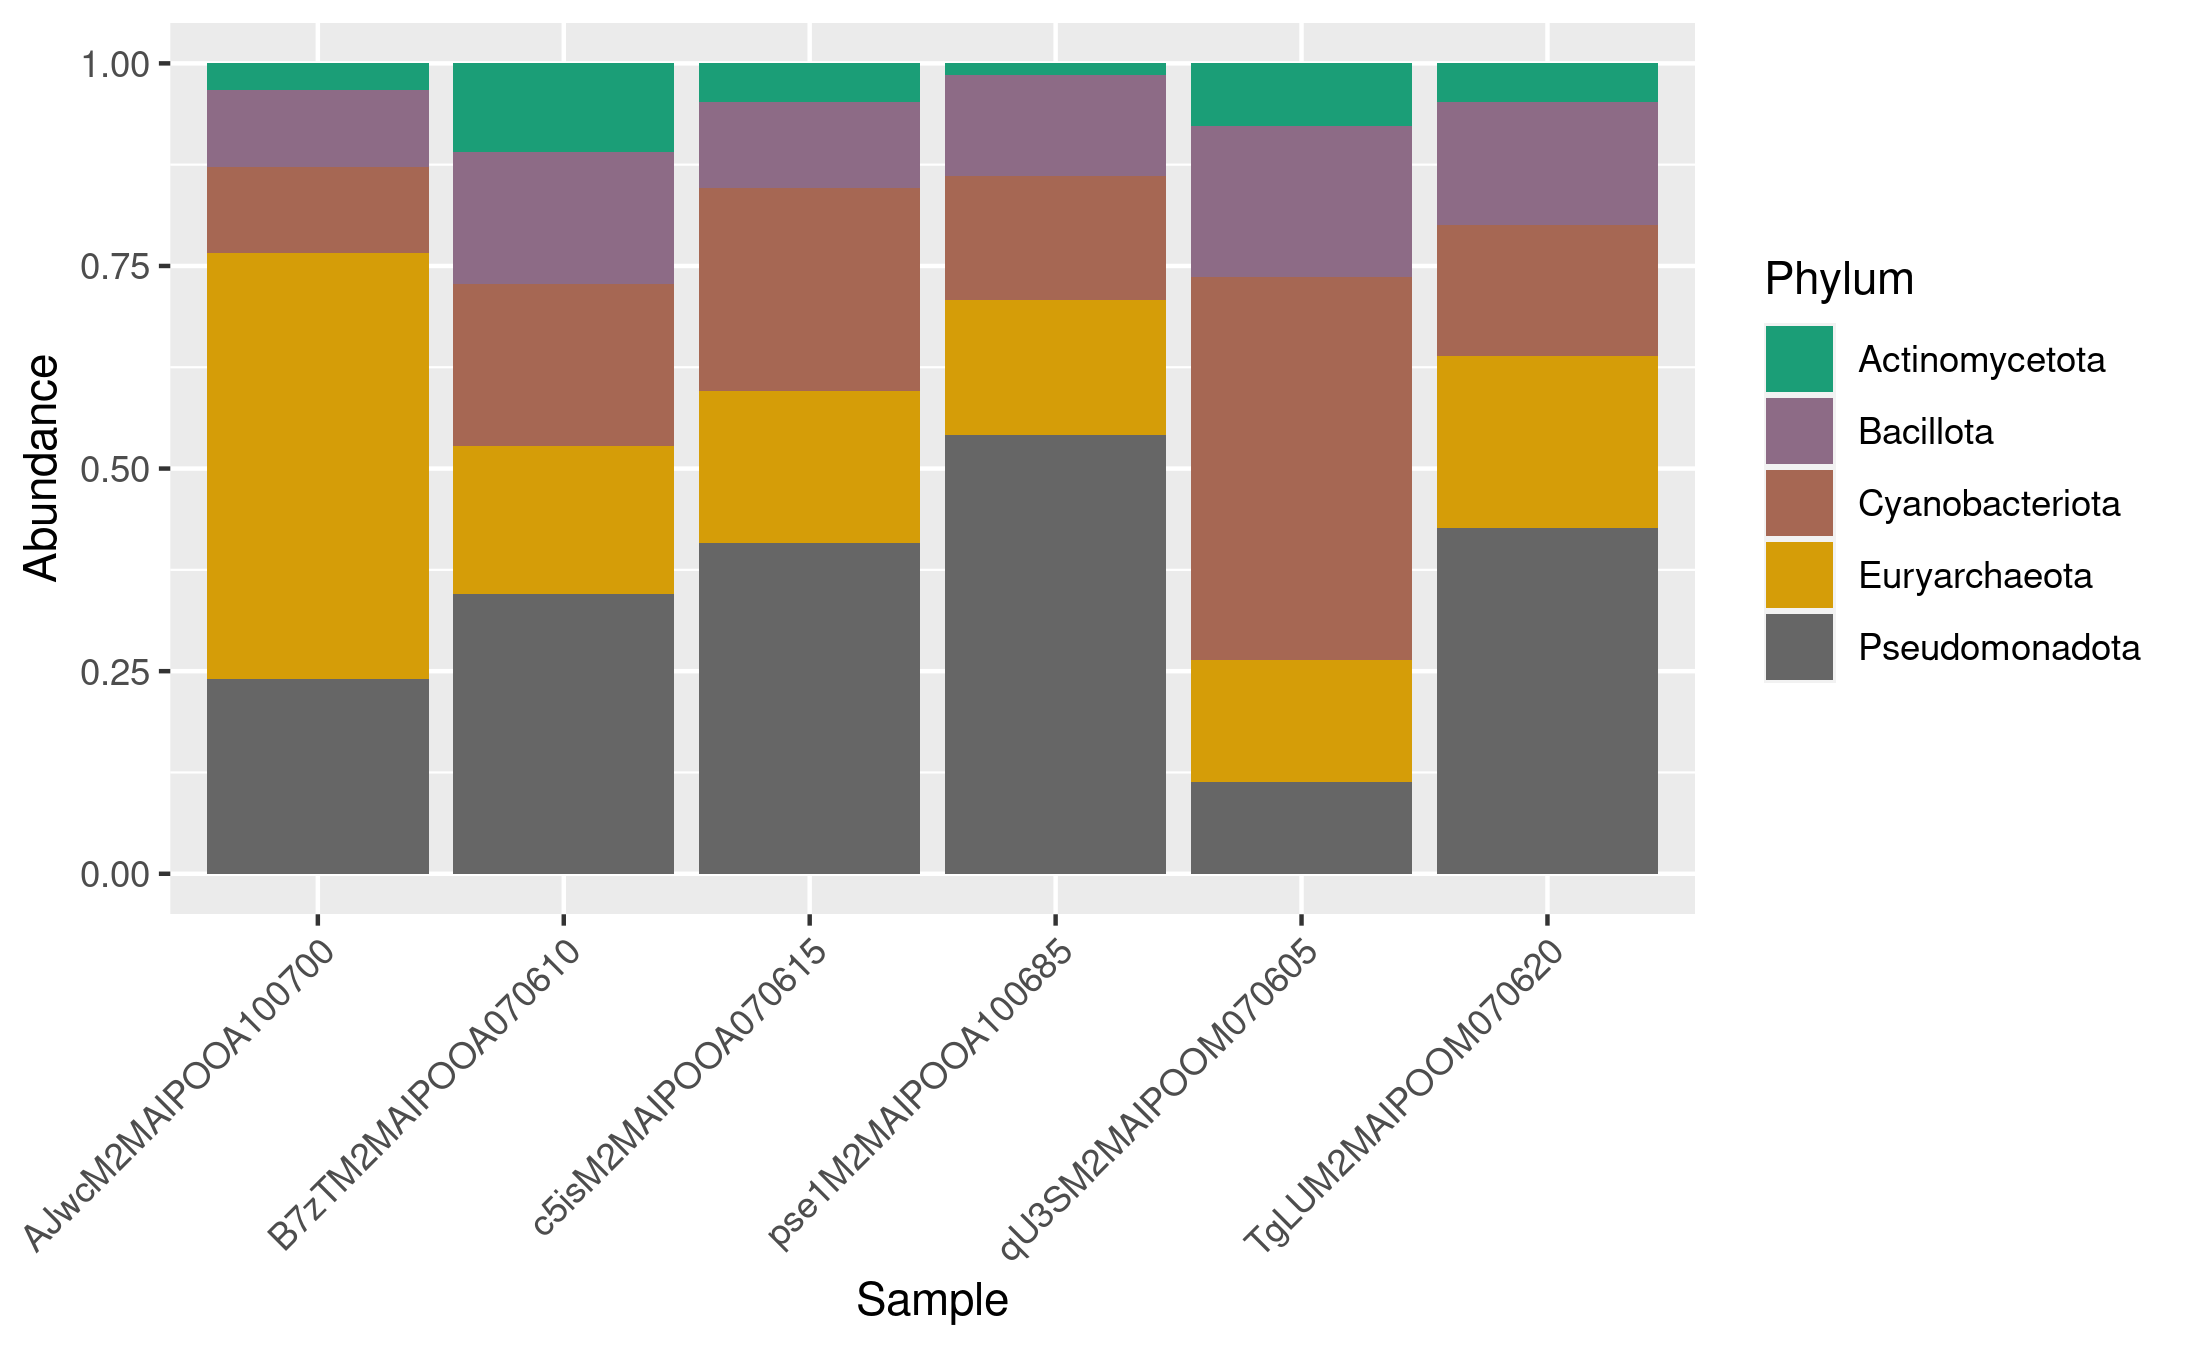 1.00
0.75
0.50
0.25
0.00
Abundance
AJwcM2MAIPOOA100700
B7zTM2MAIPOOA070610
c5isM2MAIPOOA070615
pse1M2MAIPOOA100685
qU3SM2MAIPOOM070605
TgLUM2MAIPOOM070620
Sample
Phylum
Actinomycetota
Bacillota
Cyanobacteriota
Euryarchaeota
Pseudomonadota